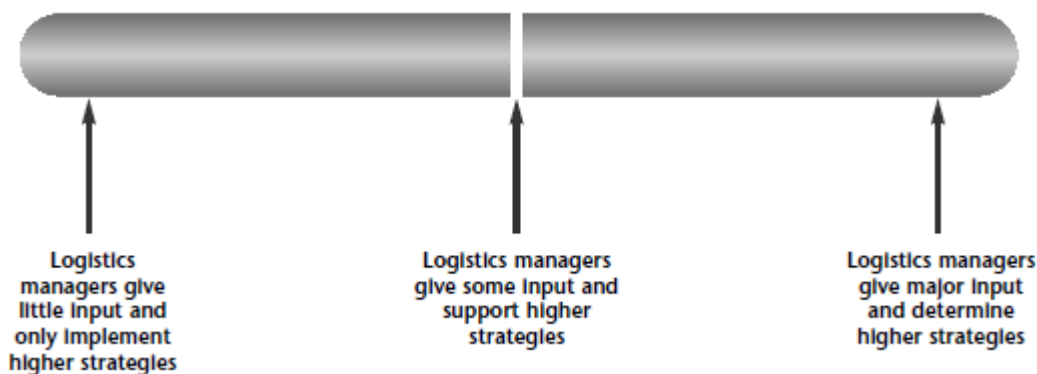 Logistics
managers give
little input and
only implement
higher strategies
Logistics managers
give some input and
support higher
strategies
Logistics managers
give major input
and determine
higher strategies